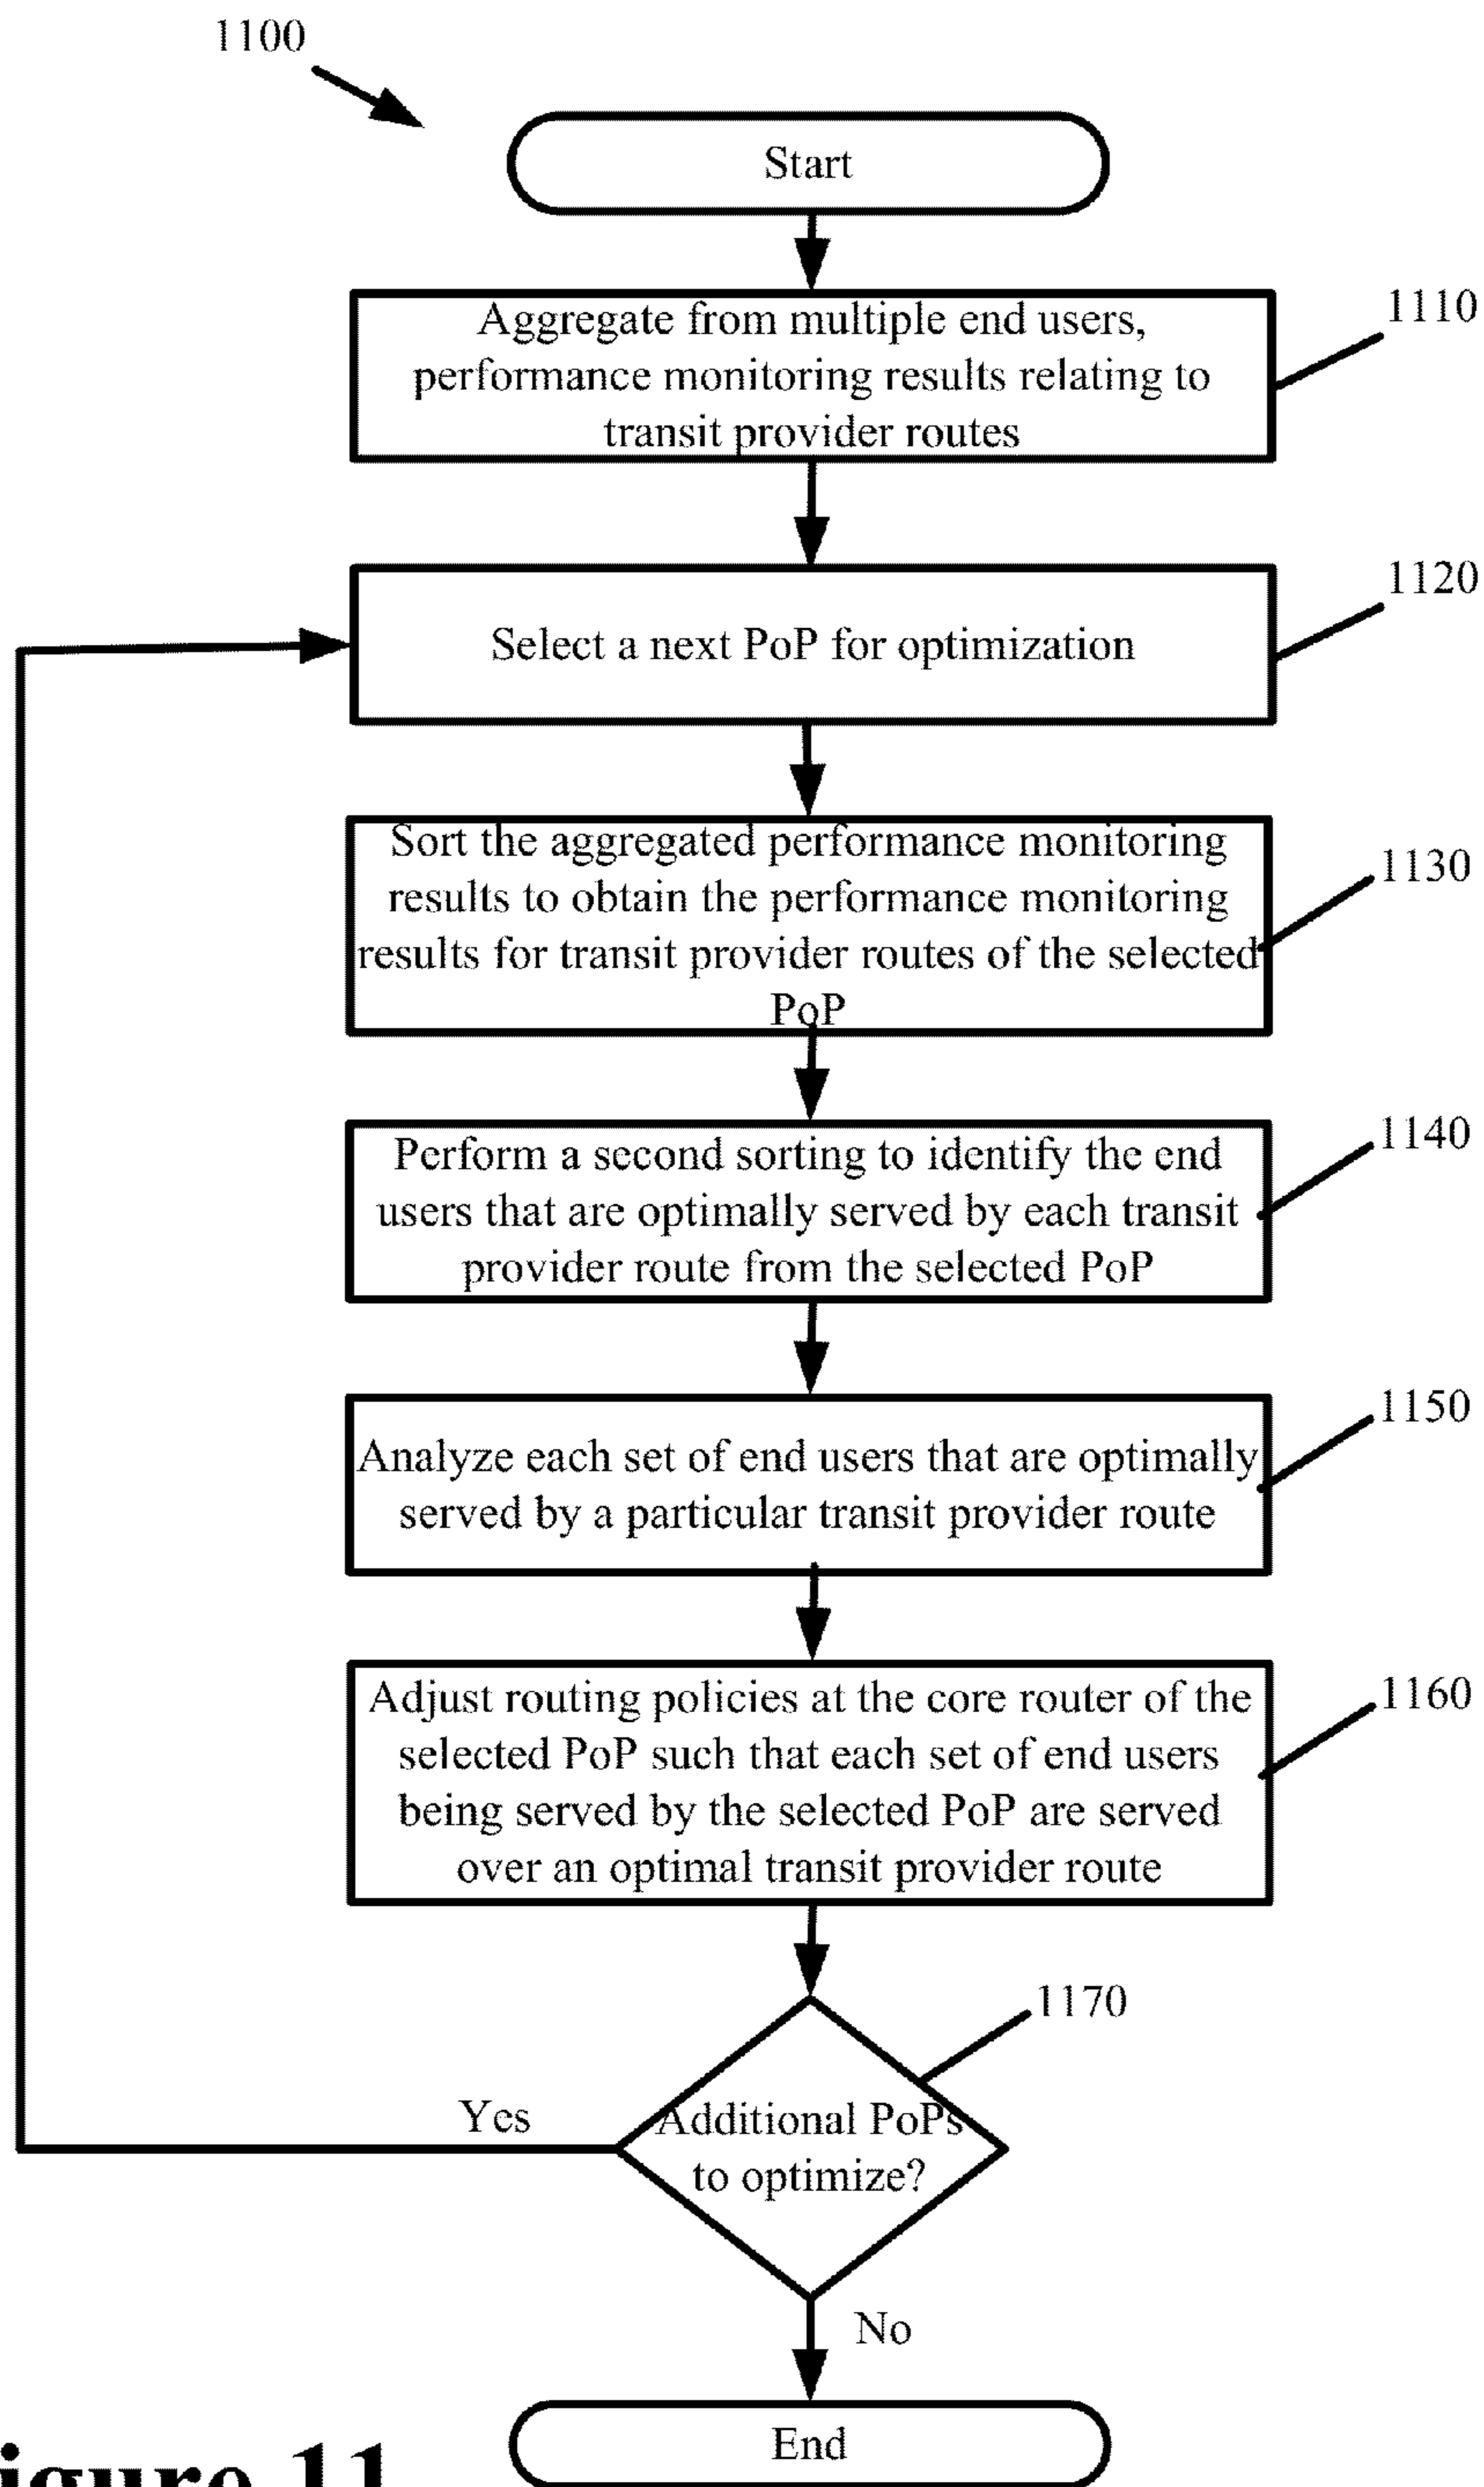 1100
Start
Aggregate from multiple end users,
performance monitoring results relating to
transit provider routes
1110
Select a next PoP for optimization
1120
Sort the aggregated performance monitoring
results to obtain the performance monitoring
results for transit provider routes of the selected
PoP
1130
Perform a second sorting to identify the end
users that are optimally served by each transit
provider route from the selected PoP
1140
Analyze each set of end users that are optimally
served by a particular transit provider route
1150
Adjust routing policies at the core router of the
selected PoP such that each set of end users
being served by the selected PoP are served
over an optimal transit provider route
1160
1170
Additional PoPs
to optimize?
Yes
No
End
igure 11